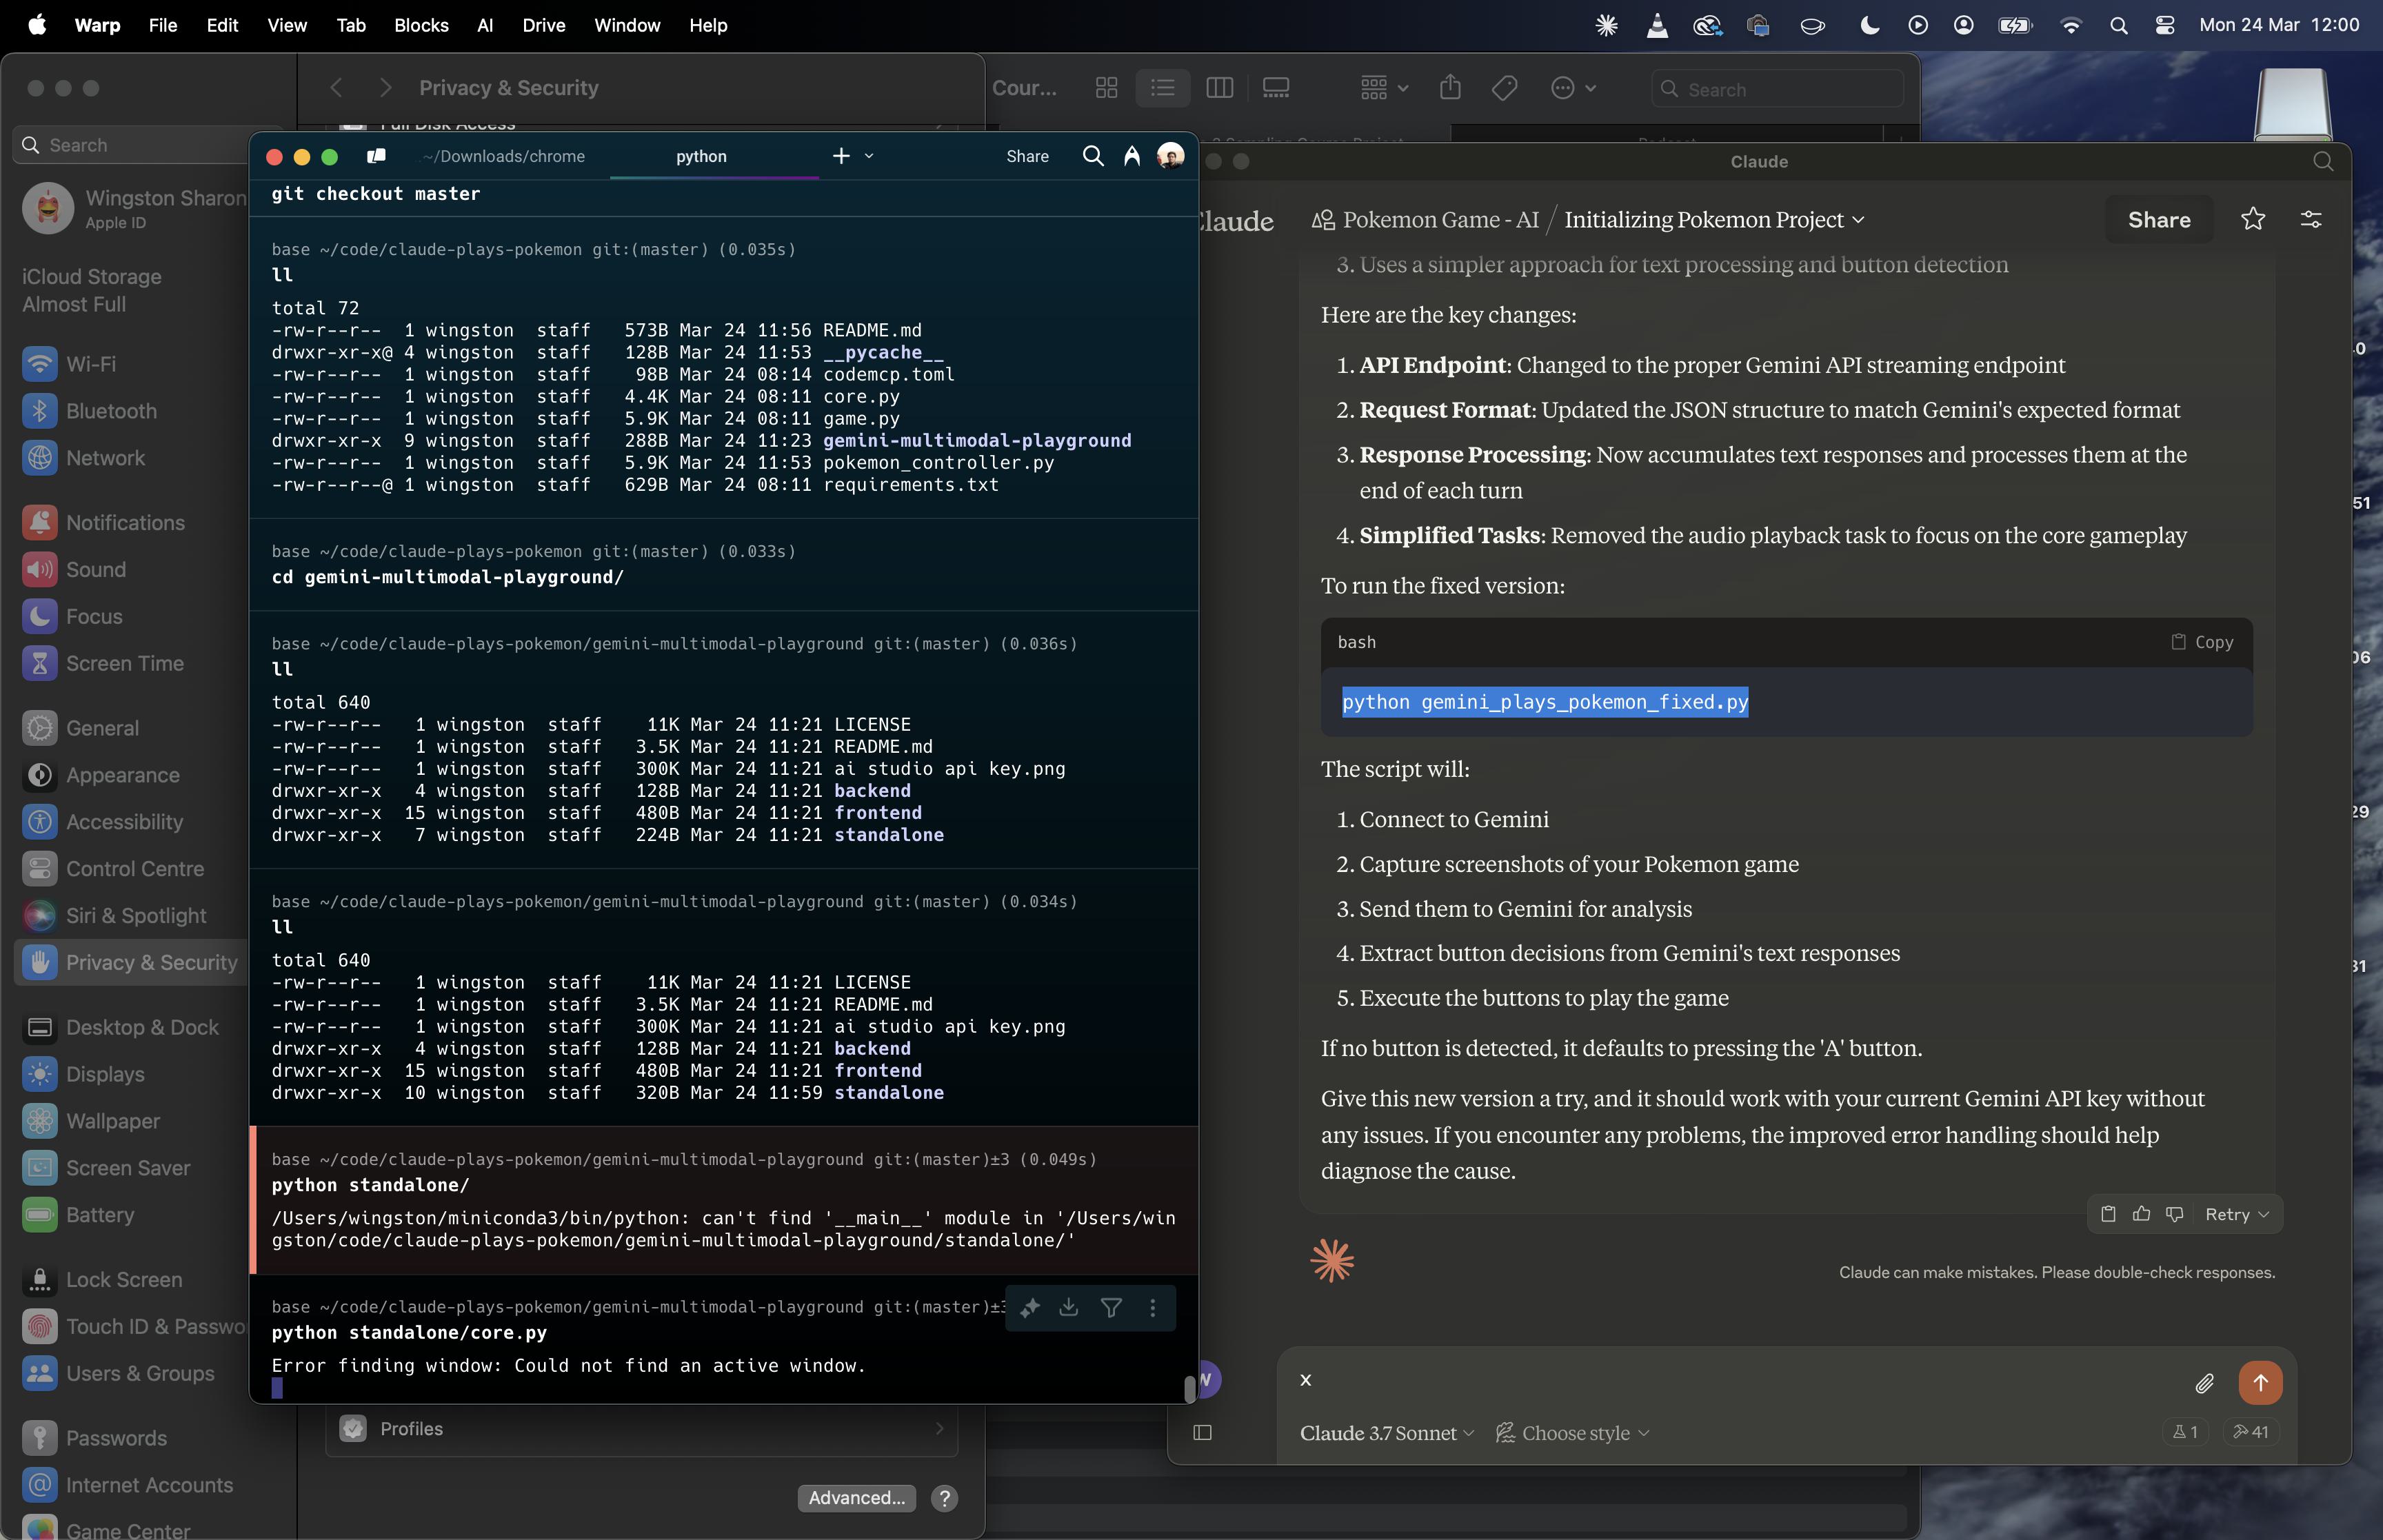 Warp File Edit View Tab Blocks AI Drive Window Help
Mon 24 Mar 12:00
Search
Wingston Sharon
Apple ID
iCloud Storage
Almost Full
Wi-Fi
Bluetooth
Network
Notifications
Sound
Focus
Screen Time
General
Appearance
Accessibility
Control Centre
Siri & Spotlight
Privacy & Security
Desktop & Dock
Displays
Wallpaper
Screen Saver
Battery
Lock Screen
Touch ID & Passwo
Users & Groups
Passwords
Internet Accounts
Game Center
Privacy & Security
Full Disk Access
Profiles
Advanced...
?
Cour...
Search
~/Downloads/chrome
python
Share
git checkout master
base ~/code/claude-plays-pokemon git:(master) (0.035s)
ll
total 72
-rw-r--r-- 1 wingston staff 573B Mar 24 11:56 README.md
drwxr-xr-x@ 4 wingston staff 128B Mar 24 11:53 __pycache__
-rw-r--r-- 1 wingston staff 98B Mar 24 08:14 codemcp.toml
-rw-r--r-- 1 wingston staff 4.4K Mar 24 08:11 core.py
-rw-r--r-- 1 wingston staff 5.9K Mar 24 08:11 game.py
drwxr-xr-x 9 wingston staff 288B Mar 24 11:23 gemini-multimodal-playground
-rw-r--r-- 1 wingston staff 5.9K Mar 24 11:53 pokemon_controller.py
-rw-r--r--@ 1 wingston staff 629B Mar 24 08:11 requirements.txt
base ~/code/claude-plays-pokemon git:(master) (0.033s)
cd gemini-multimodal-playground/
base ~/code/claude-plays-pokemon/gemini-multimodal-playground git:(master) (0.036s)
ll
total 640
-rw-r--r-- 1 wingston staff 11K Mar 24 11:21 LICENSE
-rw-r--r-- 1 wingston staff 3.5K Mar 24 11:21 README.md
-rw-r--r-- 1 wingston staff 300K Mar 24 11:21 ai studio api key.png
drwxr-xr-x 4 wingston staff 128B Mar 24 11:21 backend
drwxr-xr-x 15 wingston staff 480B Mar 24 11:21 frontend
drwxr-xr-x 7 wingston staff 224B Mar 24 11:21 standalone
base ~/code/claude-plays-pokemon/gemini-multimodal-playground git:(master) (0.034s)
ll
total 640
-rw-r--r-- 1 wingston staff 11K Mar 24 11:21 LICENSE
-rw-r--r-- 1 wingston staff 3.5K Mar 24 11:21 README.md
-rw-r--r-- 1 wingston staff 300K Mar 24 11:21 ai studio api key.png
drwxr-xr-x 4 wingston staff 128B Mar 24 11:21 backend
drwxr-xr-x 15 wingston staff 480B Mar 24 11:21 frontend
drwxr-xr-x 10 wingston staff 320B Mar 24 11:59 standalone
base ~/code/claude-plays-pokemon/gemini-multimodal-playground git:(master)±3 (0.049s)
python standalone/
/Users/wingston/miniconda3/bin/python: can't find '__main__' module in '/Users/win
gston/code/claude-plays-pokemon/gemini-multimodal-playground/standalone/'
base ~/code/claude-plays-pokemon/gemini-multimodal-playground git:(master)±3
python standalone/core.py
Error finding window: Could not find an active window.
Claude
Claude
Pokemon Game - AI / Initializing Pokemon Project
Share
3. Uses a simpler approach for text processing and button detection
Here are the key changes:
1. API Endpoint: Changed to the proper Gemini API streaming endpoint
2. Request Format: Updated the JSON structure to match Gemini's expected format
3. Response Processing: Now accumulates text responses and processes them at the
end of each turn
4. Simplified Tasks: Removed the audio playback task to focus on the core gameplay
To run the fixed version:
bash
Copy
python gemini_plays_pokemon_fixed.py
The script will:
1. Connect to Gemini
2. Capture screenshots of your Pokemon game
3. Send them to Gemini for analysis
4. Extract button decisions from Gemini's text responses
5. Execute the buttons to play the game
If no button is detected, it defaults to pressing the 'A' button.
Give this new version a try, and it should work with your current Gemini API key without
any issues. If you encounter any problems, the improved error handling should help
diagnose the cause.
Retry
Claude can make mistakes. Please double-check responses.
W
x
Claude 3.7 Sonnet
Choose style
1
41
0
51
06
29
31